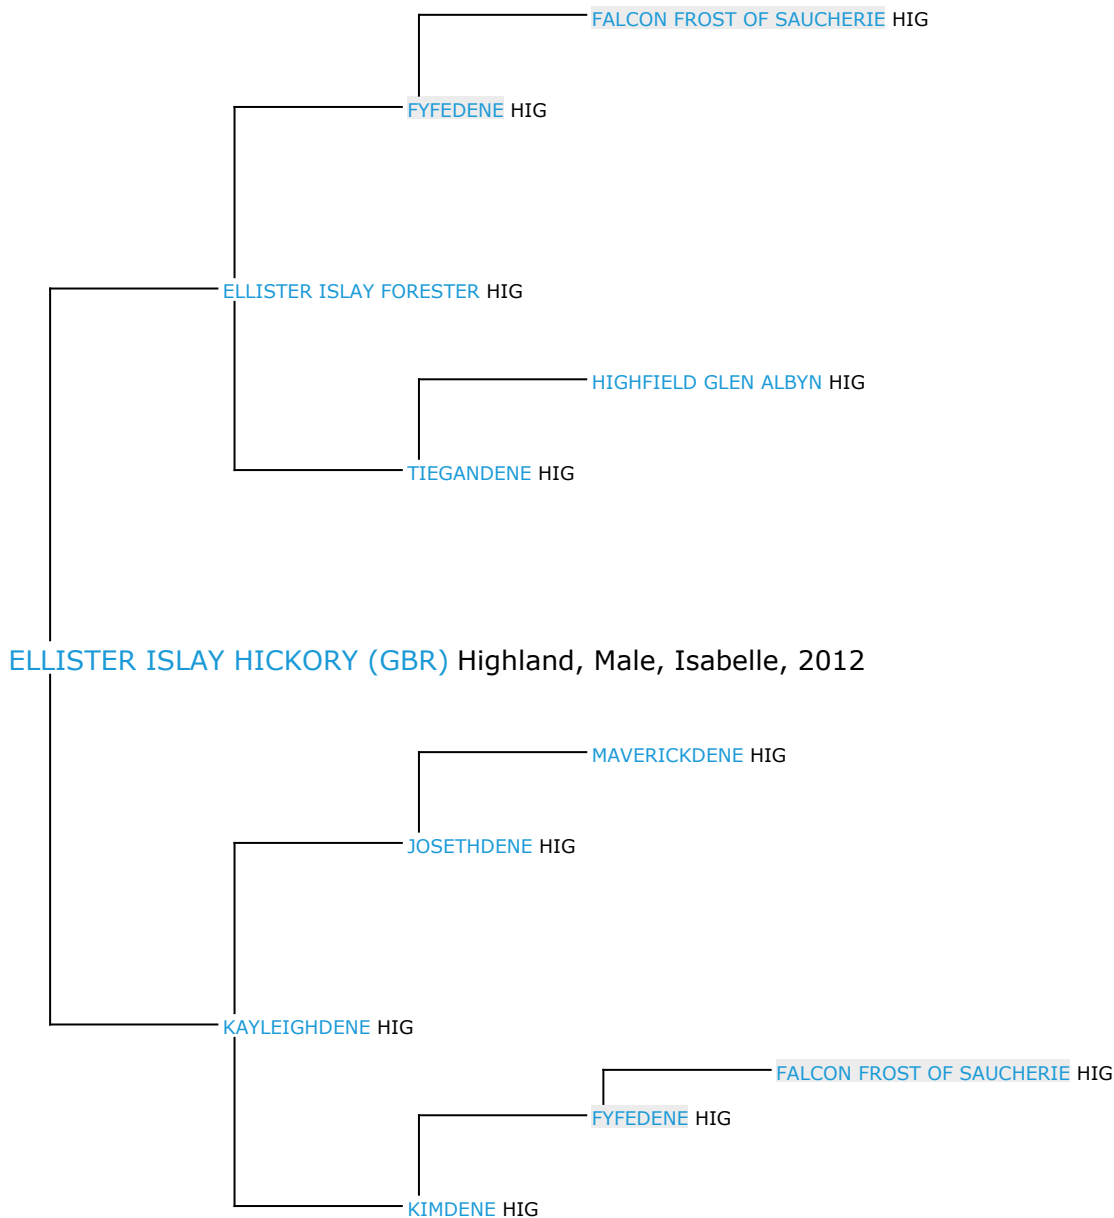 FALCON FROST OF SAUCHERIE HIG
FYFEDENE HIG
ELLISTER ISLAY FORESTER HIG
HIGHFIELD GLEN ALBYN HIG
TIEGANDENE HIG
ELLISTER ISLAY HICKORY (GBR) Highland, Male, Isabelle, 2012
MAVERICKDENE HIG
JOSETHDENE HIG
KAYLEIGHDENE HIG
FALCON FROST OF SAUCHERIE HIG
FYFEDENE HIG
KIMDENE HIG